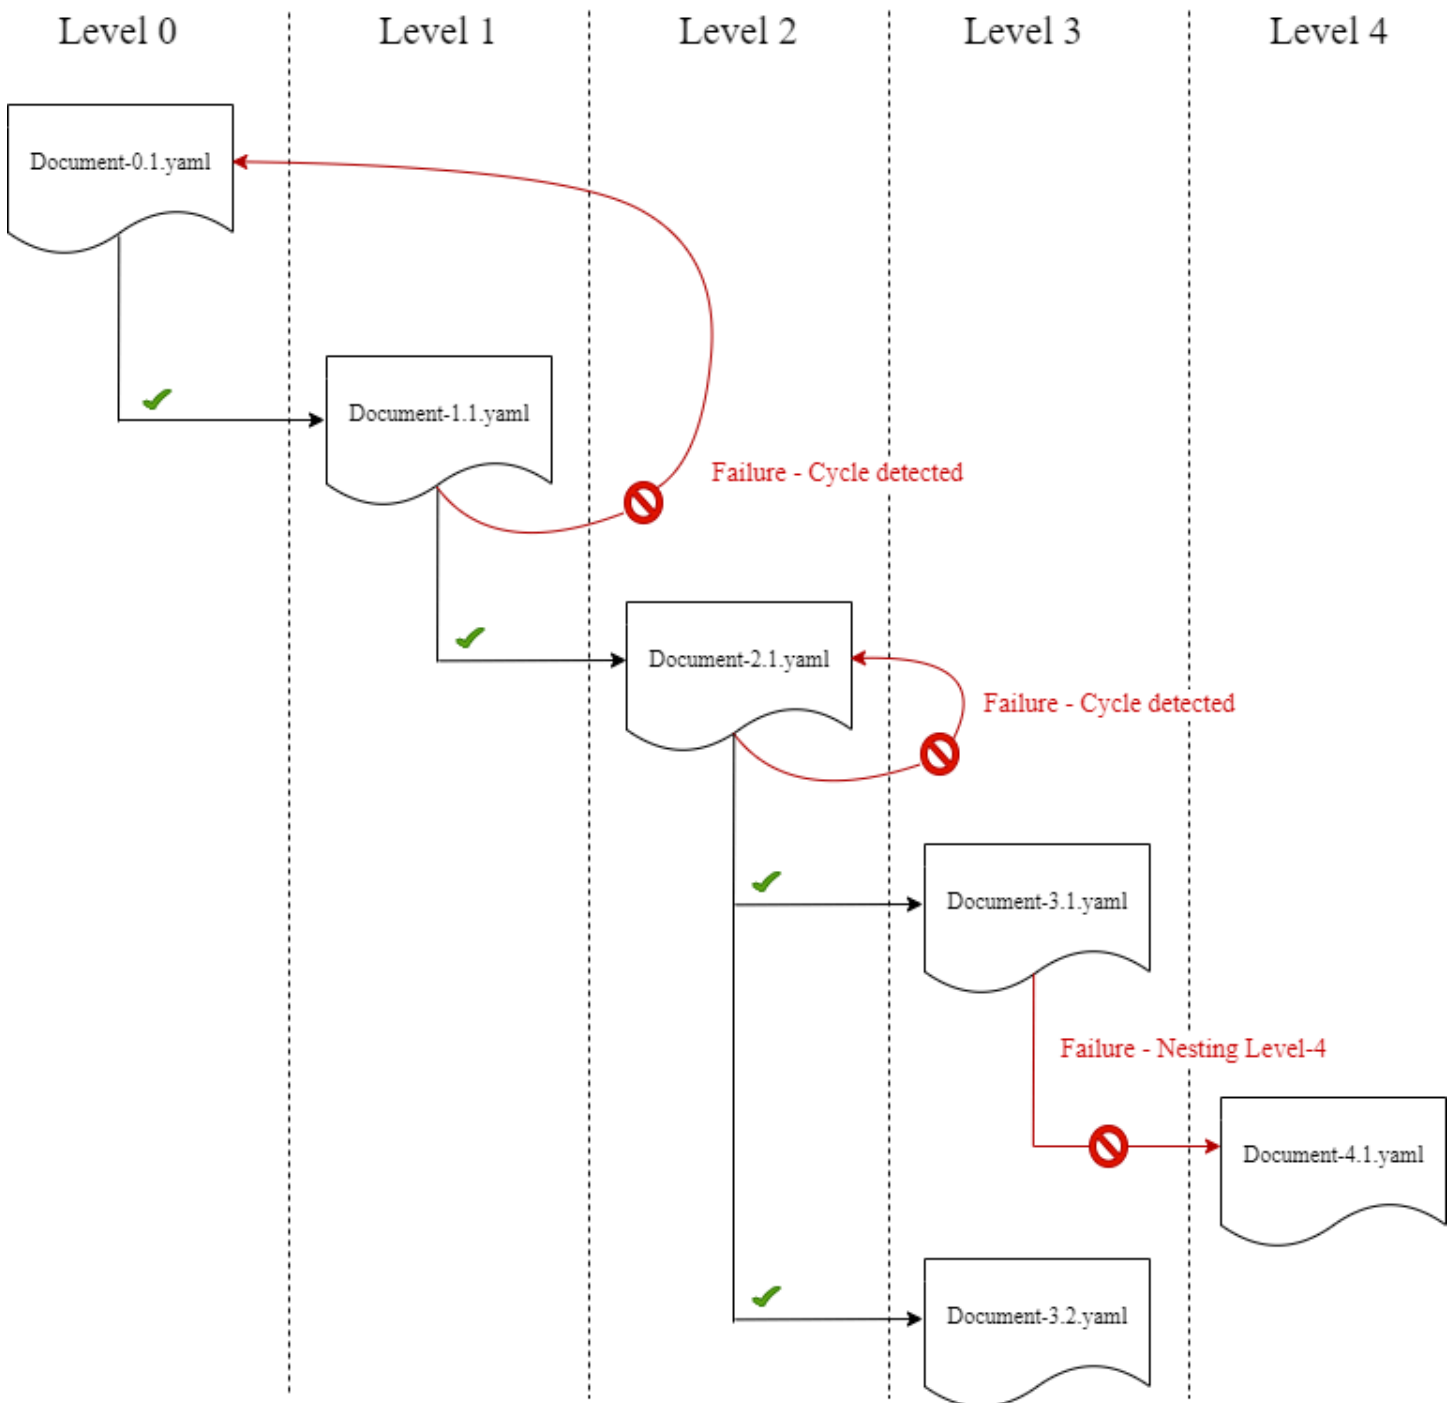 Level 0
Level 1
Level 2
Level 3
Level 4
Document-0.1.yaml
Document-1.1.yaml
Failure - Cycle detected
Document-2.1.yaml
Failure - Cycle detected
Document-3.1.yaml
Failure - Nesting Level-4
Document-4.1.yaml
Document-3.2.yaml